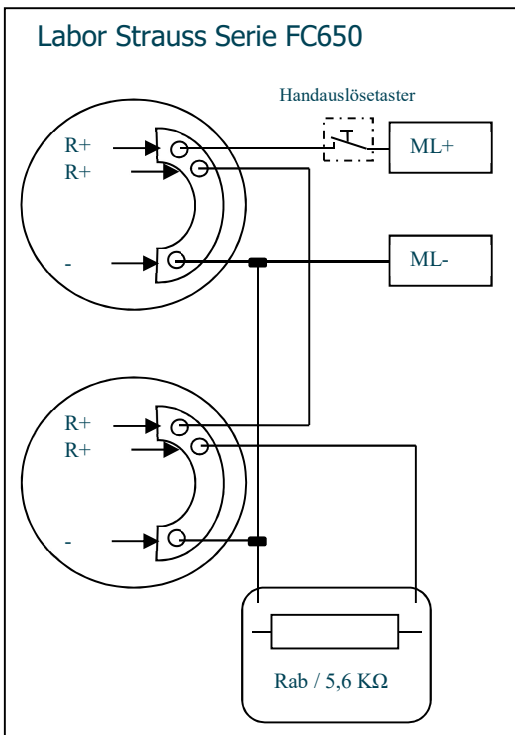 Labor Strauss Serie FC650
Handauslösetaster
R+
R+
ML+
-
ML-
R+
R+
-
Rab / 5,6 KΩ